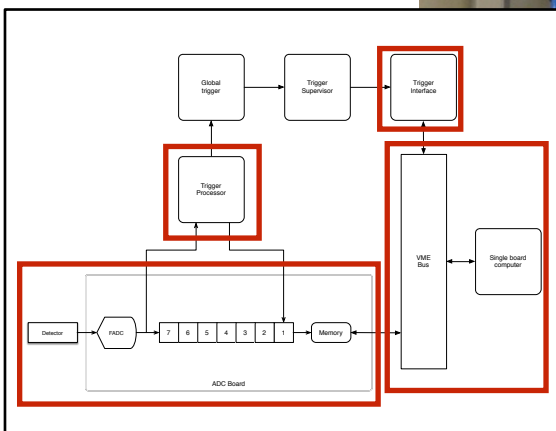 Global
trigger
Trigger
Supervisor
Trigger
Interface
Trigger
Processor
VME
Bus
Single board
computer
Detector
FADC
7 6 5 4 3 2 1
Memory
ADC Board